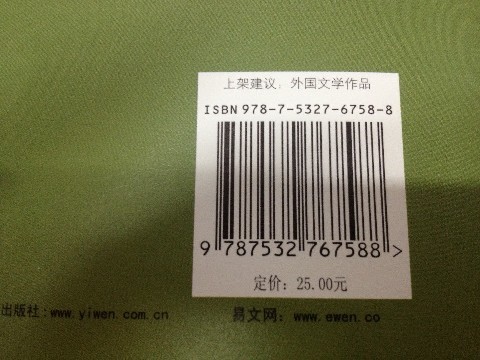 上架建议：外国文学作品
ISBN 978-7-5327-6758-8
9 787532 767588 >
定价：25.00元
出版社:www.yiwen.com.cn 易文网：www.ewen.co